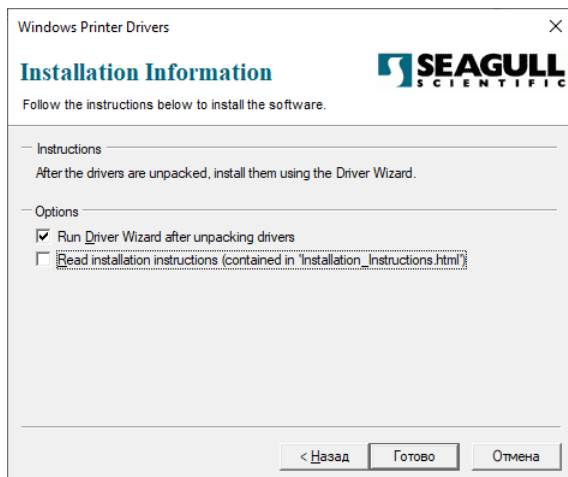 Windows Printer Drivers
Installation Information
SEAGULL
SCIENTIFIC
Follow the instructions below to install the software.
Instructions
After the drivers are unpacked, install them using the Driver Wizard.
Options
Run Driver Wizard after unpacking drivers
Read installation instructions (contained in 'Installation_Instructions.html')
< Назад
Готово
Отмена